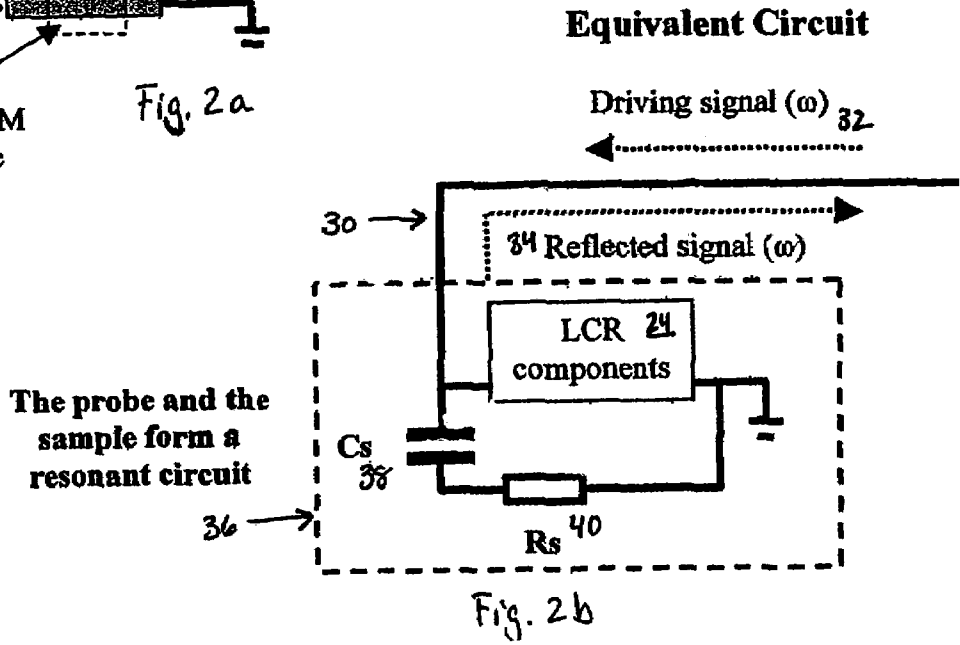 Equivalent Circuit
Fig. 2a
M
Driving signal (ω) 32
30
34 Reflected signal (ω)
LCR 24
components
The probe and the
sample form a
resonant circuit
Cs
38
36
Rs 40
Fig. 2b